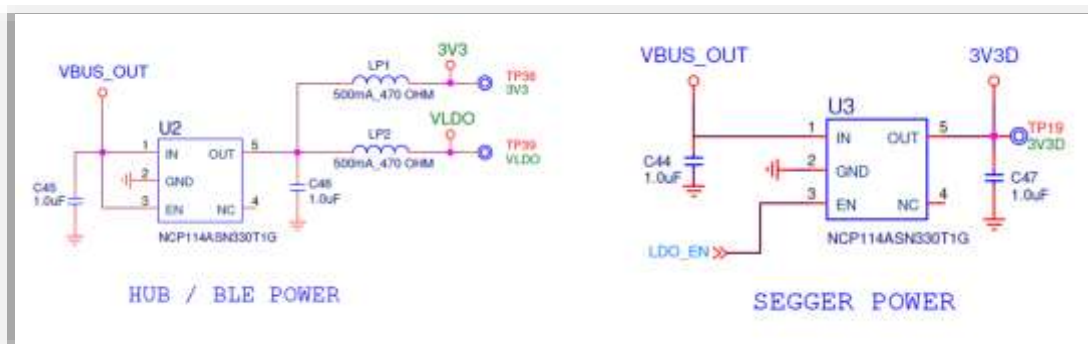 3V3
VBUS_OUT
LP1
TP38
3V3
500mA_470 OHM
U2
VLDO
1 IN OUT 5
LP2
TP39
VLDO
500mA_470 OHM
2 GND
C45
1.0uF
C46
1.0uF
3 EN NC 4
NCP114ASN330T1G
HUB / BLE POWER
VBUS_OUT
3V3D
U3
1 IN OUT 5
TP19
3V3D
C44
1.0uF
2 GND
C47
1.0uF
3 EN NC 4
NCP114ASN330T1G
LDO_EN
SEGGER POWER